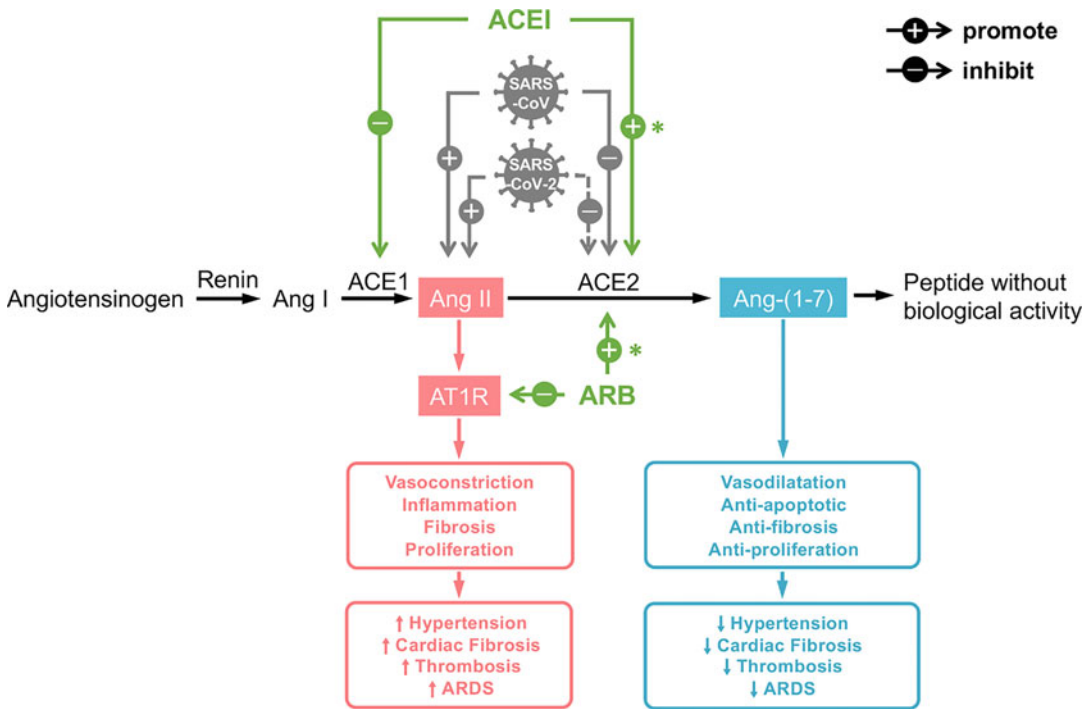 ACEI
+ promote
− inhibit
SARS
-CoV
SARS
-CoV-2
−
+
+
−
−
+ *
Angiotensinogen
Renin
Ang I
ACE1
Ang II
ACE2
Ang-(1-7)
Peptide without
biological activity
+ *
AT1R
−
ARB
Vasoconstriction
Inflammation
Fibrosis
Proliferation
Vasodilatation
Anti-apoptotic
Anti-fibrosis
Anti-proliferation
↑ Hypertension
↑ Cardiac Fibrosis
↑ Thrombosis
↑ ARDS
↓ Hypertension
↓ Cardiac Fibrosis
↓ Thrombosis
↓ ARDS